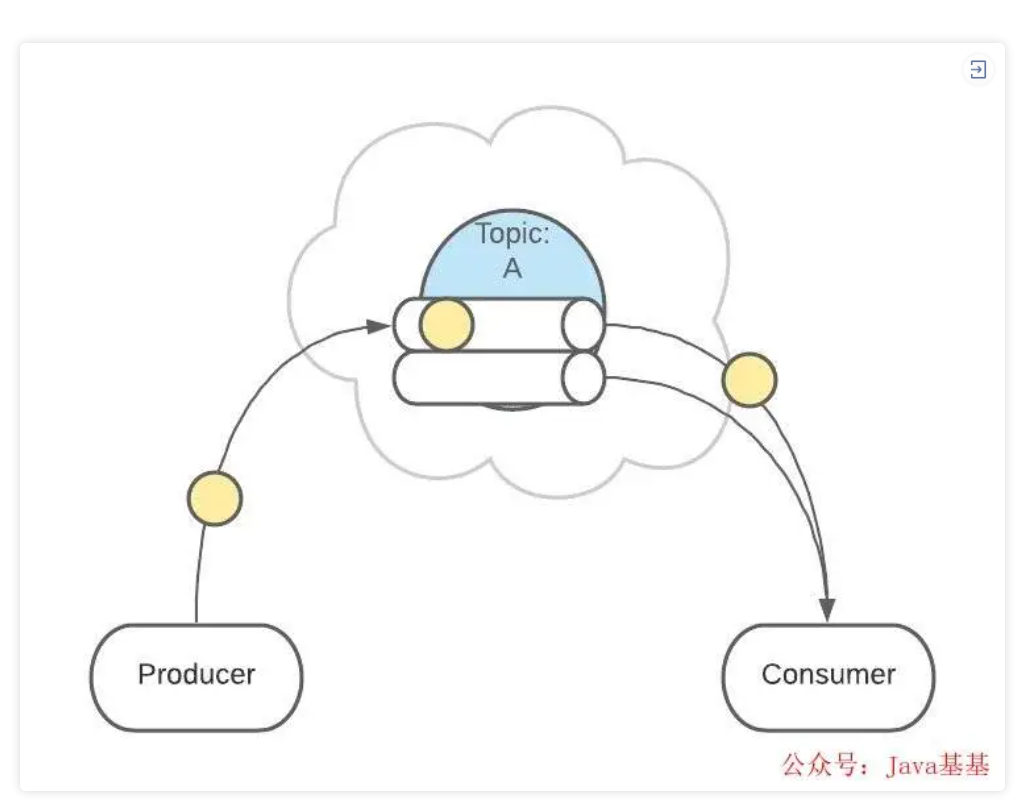 Topic:
A
Producer
Consumer
公众号：Java基基